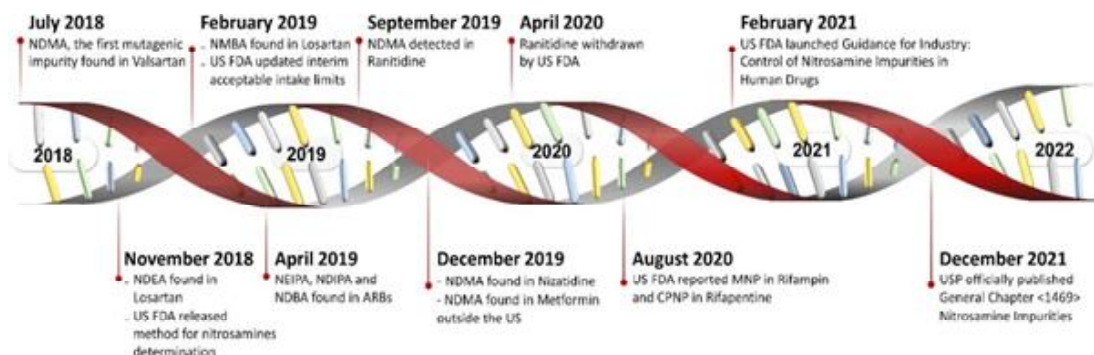 July 2018
NDMA, the first mutagenic
impurity found in Valsartan
February 2019
- NMBA found in Losartan
- US FDA updated interim
acceptable intake limits
September 2019
NDMA detected in
Ranitidine
April 2020
Ranitidine withdrawn
by US FDA
February 2021
US FDA launched Guidance for Industry:
Control of Nitrosamine Impurities in
Human Drugs
2018
2019
2020
2021
2022
November 2018
- NDEA found in
Losartan
- US FDA released
method for nitrosamines
determination
April 2019
NEIPA, NDIPA and
NDBA found in ARBs
December 2019
- NDMA found in Nizatidine
- NDMA found in Metformin
outside the US
August 2020
US FDA reported MNP in Rifampin
and CPNP in Rifapentine
December 2021
USP officially published
General Chapter <1469>
Nitrosamine Impurities